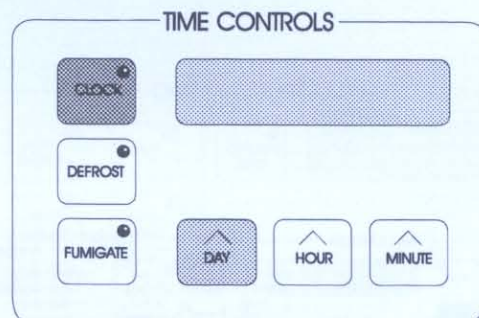 TIME CONTROLS
CLOCK
DEFROST
FUMIGATE
DAY
HOUR
MINUTE